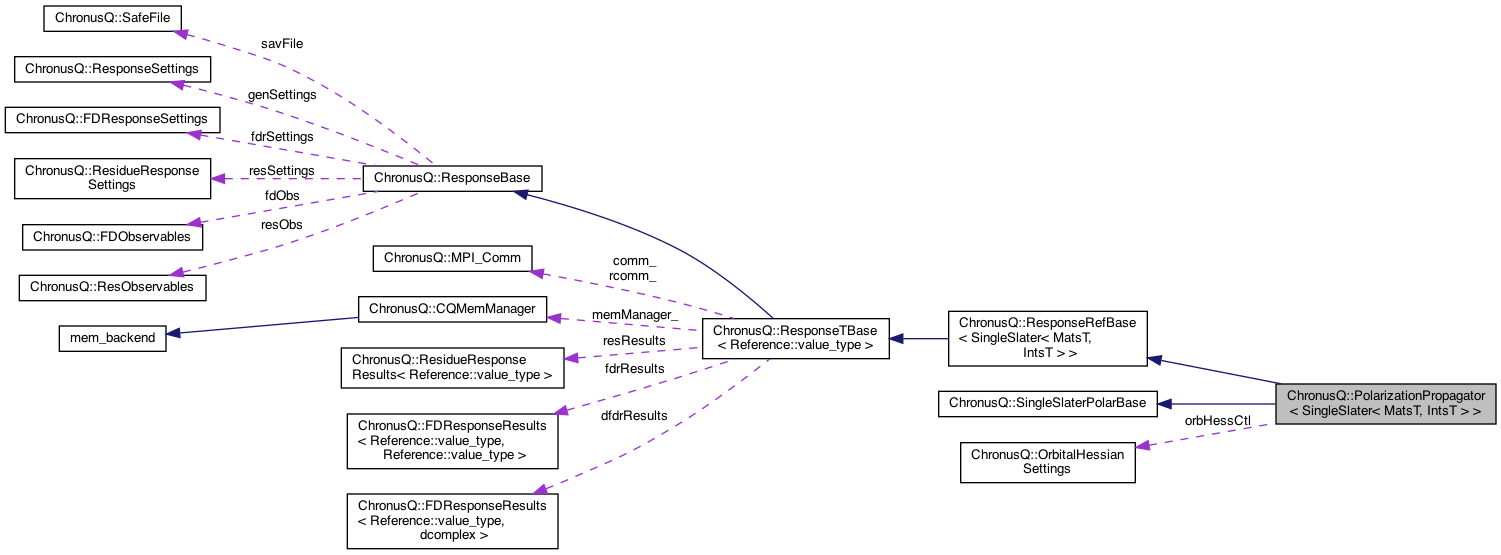 ChronusQ::SafeFile
savFile
ChronusQ::ResponseSettings
genSettings
ChronusQ::FDResponseSettings
fdrSettings
ChronusQ::ResidueResponse
Settings
resSettings
ChronusQ::ResponseBase
fdObs
ChronusQ::FDObservables
resObs
ChronusQ::ResObservables
ChronusQ::MPI_Comm
comm_
rcomm_
ChronusQ::CQMemManager
memManager_
mem_backend
ChronusQ::ResponseTBase
< Reference::value_type >
ChronusQ::ResponseRefBase
< SingleSlater< MatsT,
IntsT > >
resResults
ChronusQ::ResidueResponse
Results< Reference::value_type >
fdrResults
ChronusQ::SingleSlaterPolarBase
ChronusQ::PolarizationPropagator
< SingleSlater< MatsT, IntsT > >
dfdrResults
orbHessCtl
ChronusQ::FDResponseResults
< Reference::value_type,
Reference::value_type >
ChronusQ::OrbitalHessian
Settings
ChronusQ::FDResponseResults
< Reference::value_type,
dcomplex >